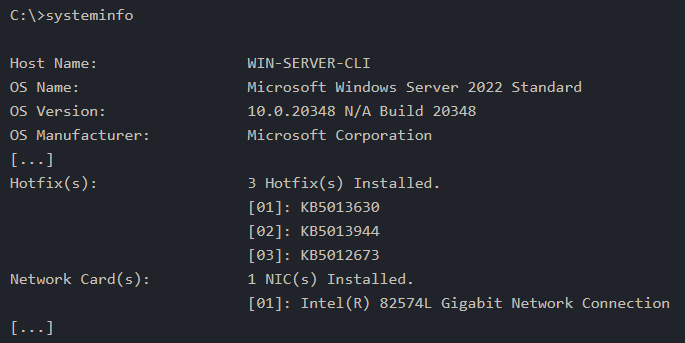 C:\>systeminfo
Host Name: WIN-SERVER-CLI
OS Name: Microsoft Windows Server 2022 Standard
OS Version: 10.0.20348 N/A Build 20348
OS Manufacturer: Microsoft Corporation
[...]
Hotfix(s): 3 Hotfix(s) Installed.
[01]: KB5013630
[02]: KB5013944
[03]: KB5012673
Network Card(s): 1 NIC(s) Installed.
[01]: Intel(R) 82574L Gigabit Network Connection
[...]